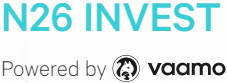 N26 INVEST
Powered by vaamo